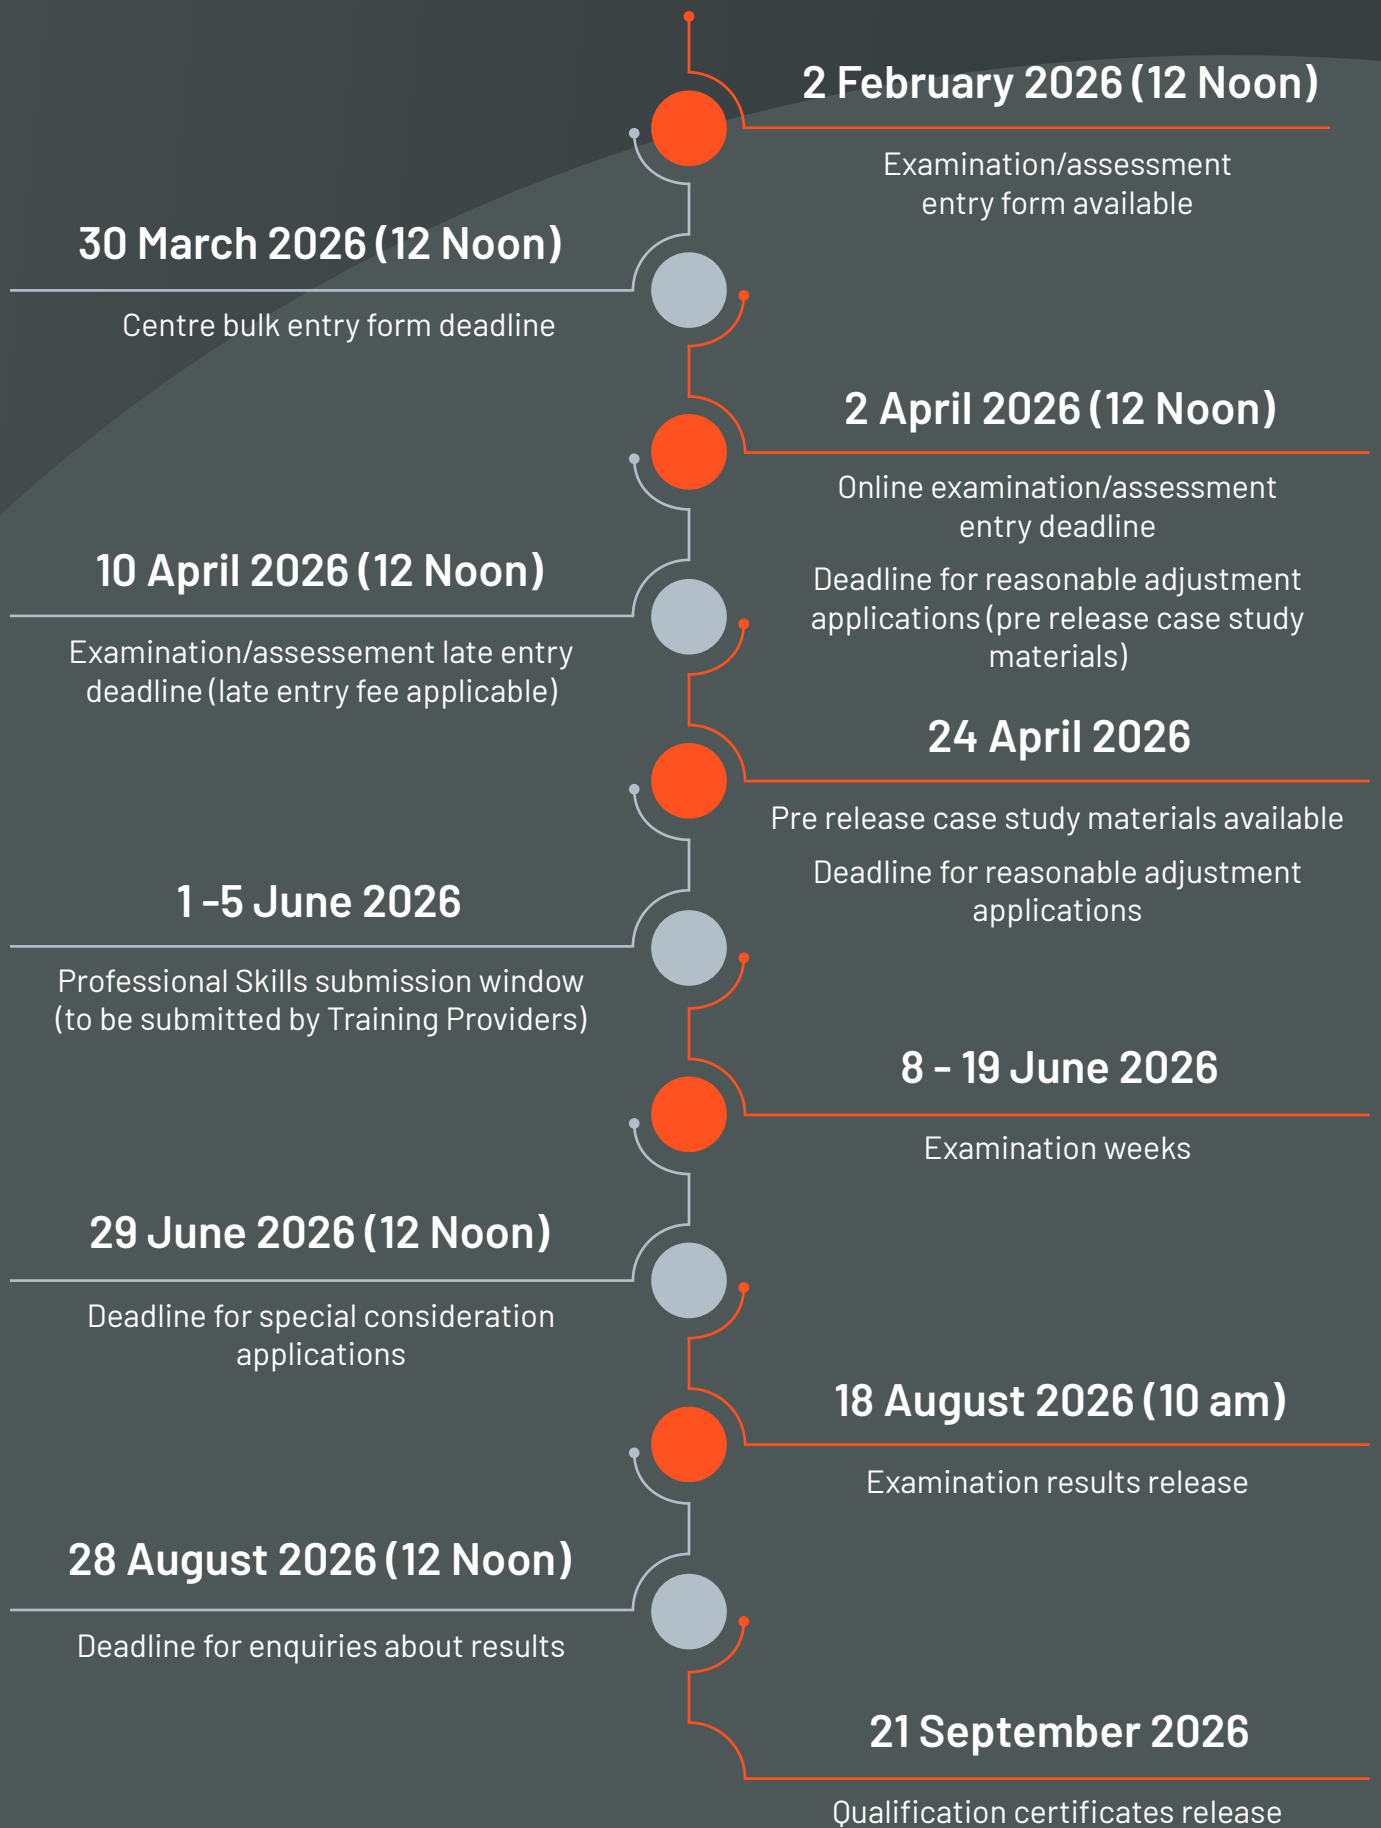 2 February 2026 (12 Noon)
Examination/assessment
entry form available
30 March 2026 (12 Noon)
Centre bulk entry form deadline
2 April 2026 (12 Noon)
Online examination/assessment
entry deadline
Deadline for reasonable adjustment
applications (pre release case study
materials)
10 April 2026 (12 Noon)
Examination/assessement late entry
deadline (late entry fee applicable)
24 April 2026
Pre release case study materials available
Deadline for reasonable adjustment
applications
1 -5 June 2026
Professional Skills submission window
(to be submitted by Training Providers)
8 - 19 June 2026
Examination weeks
29 June 2026 (12 Noon)
Deadline for special consideration
applications
18 August 2026 (10 am)
Examination results release
28 August 2026 (12 Noon)
Deadline for enquiries about results
21 September 2026
Qualification certificates release